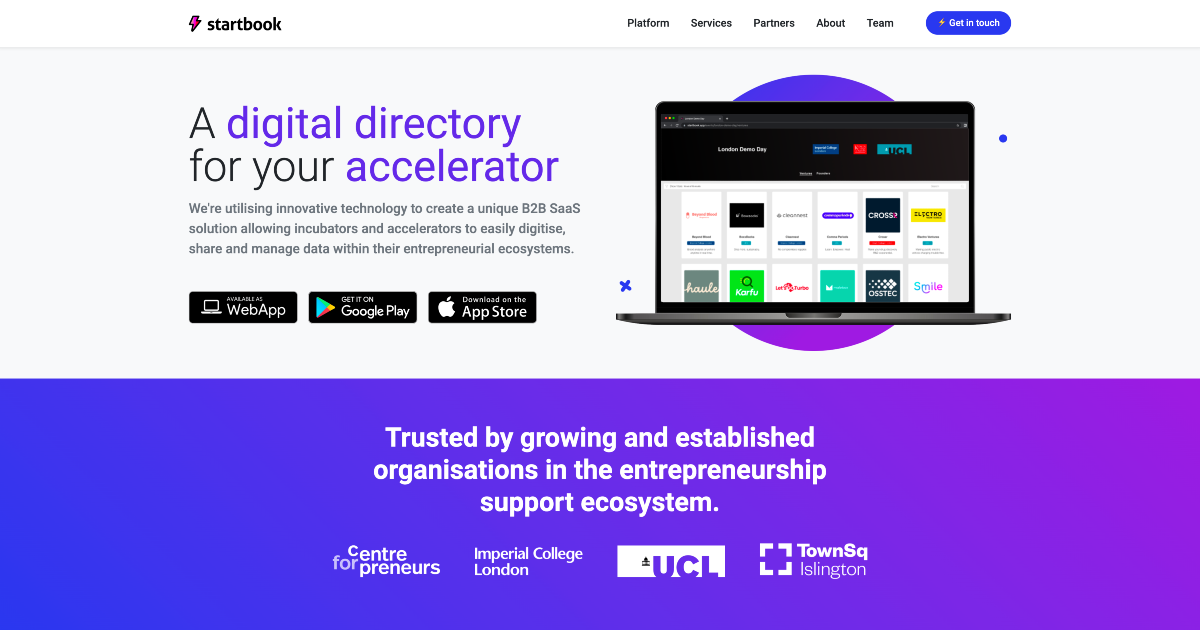 startbook
Platform
Services
Partners
About
Team
Get in touch
A digital directory
for your accelerator
We're utilising innovative technology to create a unique B2B SaaS
solution allowing incubators and accelerators to easily digitise,
share and manage data within their entrepreneurial ecosystems.
AVAILABLE AS
WebApp
GET IT ON
Google Play
Download on the
App Store
London Demo Day
Imperial College
UCL
Ventures
Founders
Beyond Blood
cleannest
CROSS
ELECTRO
haule
Karfu
Let Turbo
OSSTEC
Smile
Trusted by growing and established
organisations in the entrepreneurship
support ecosystem.
Centre
for preneurs
Imperial College
London
UCL
TownSq
Islington